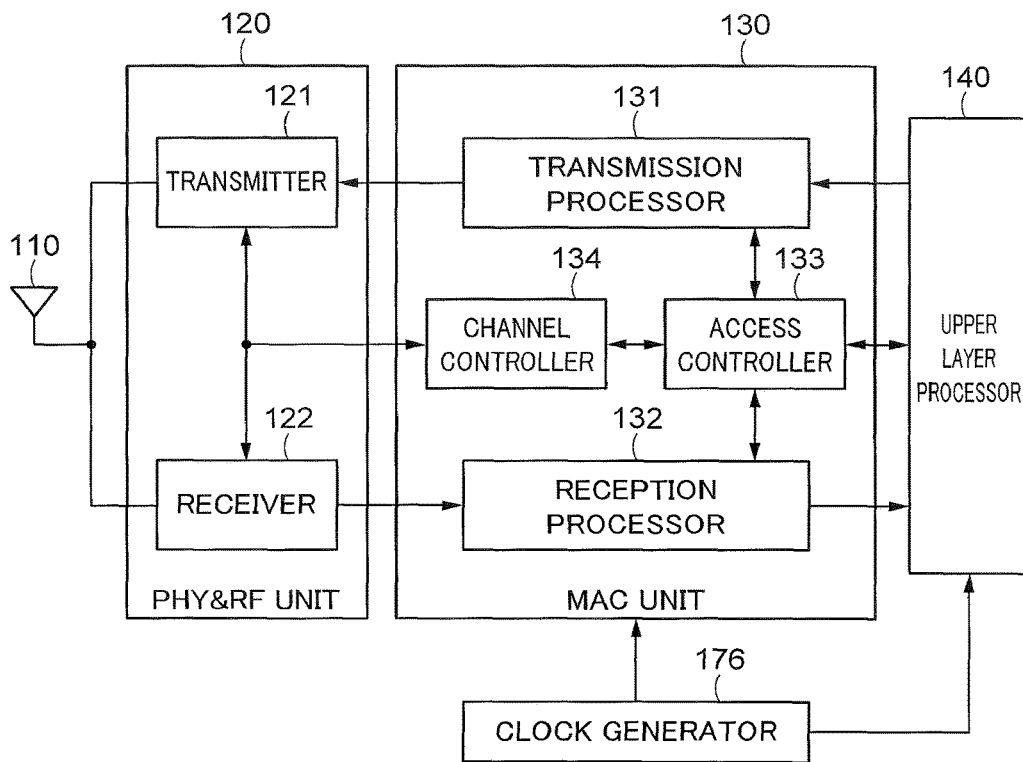 120
130
140
121
131
TRANSMITTER
TRANSMISSION
PROCESSOR
110
134
133
CHANNEL
CONTROLLER
ACCESS
CONTROLLER
UPPER
LAYER
PROCESSOR
122
132
RECEIVER
RECEPTION
PROCESSOR
PHY&RF UNIT
MAC UNIT
176
CLOCK GENERATOR